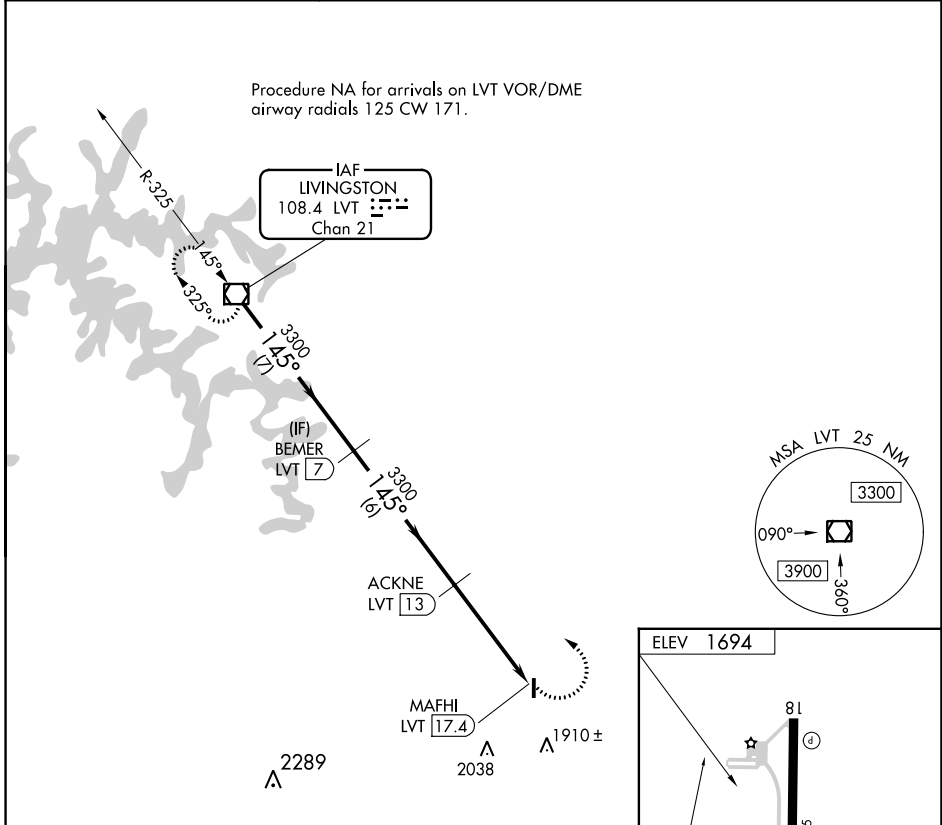 Procedure NA for arrivals on LVT VOR/DME
airway radials 125 CW 171.
IAF
LIVINGSTON
108.4 LVT
Chan 21
R-325
145°
325°
3300
145°
(7)
(IF)
BEMER
LVT 7
3300
145°
(6)
ACKNE
LVT 13
MAFHI
LVT 17.4
2289
2038
1910 ±
MSA LVT 25 NM
3300
090°
3900
360°
ELEV 1694
18
P